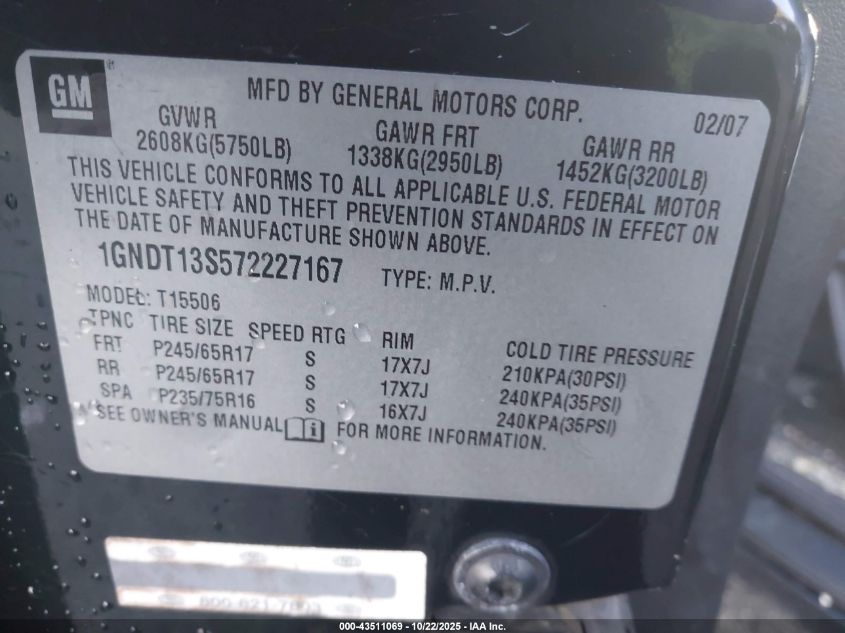 GM
MFD BY GENERAL MOTORS CORP.
02/07
GVWR GAWR FRT GAWR RR
2608KG(5750LB) 1338KG(2950LB) 1452KG(3200LB)
THIS VEHICLE CONFORMS TO ALL APPLICABLE U.S. FEDERAL MOTOR
VEHICLE SAFETY AND THEFT PREVENTION STANDARDS IN EFFECT ON
THE DATE OF MANUFACTURE SHOWN ABOVE.
1GNDT13S572227167 TYPE: M.P.V.
MODEL: T15506
TPNC TIRE SIZE SPEED RTG RIM COLD TIRE PRESSURE
FRT P245/65R17 S 17X7J 210KPA(30PSI)
RR P245/65R17 S 17X7J 240KPA(35PSI)
SPA P235/75R16 S 16X7J 240KPA(35PSI)
SEE OWNER'S MANUAL FOR MORE INFORMATION.
000-43511069 - 10/22/2025 - IAA Inc.